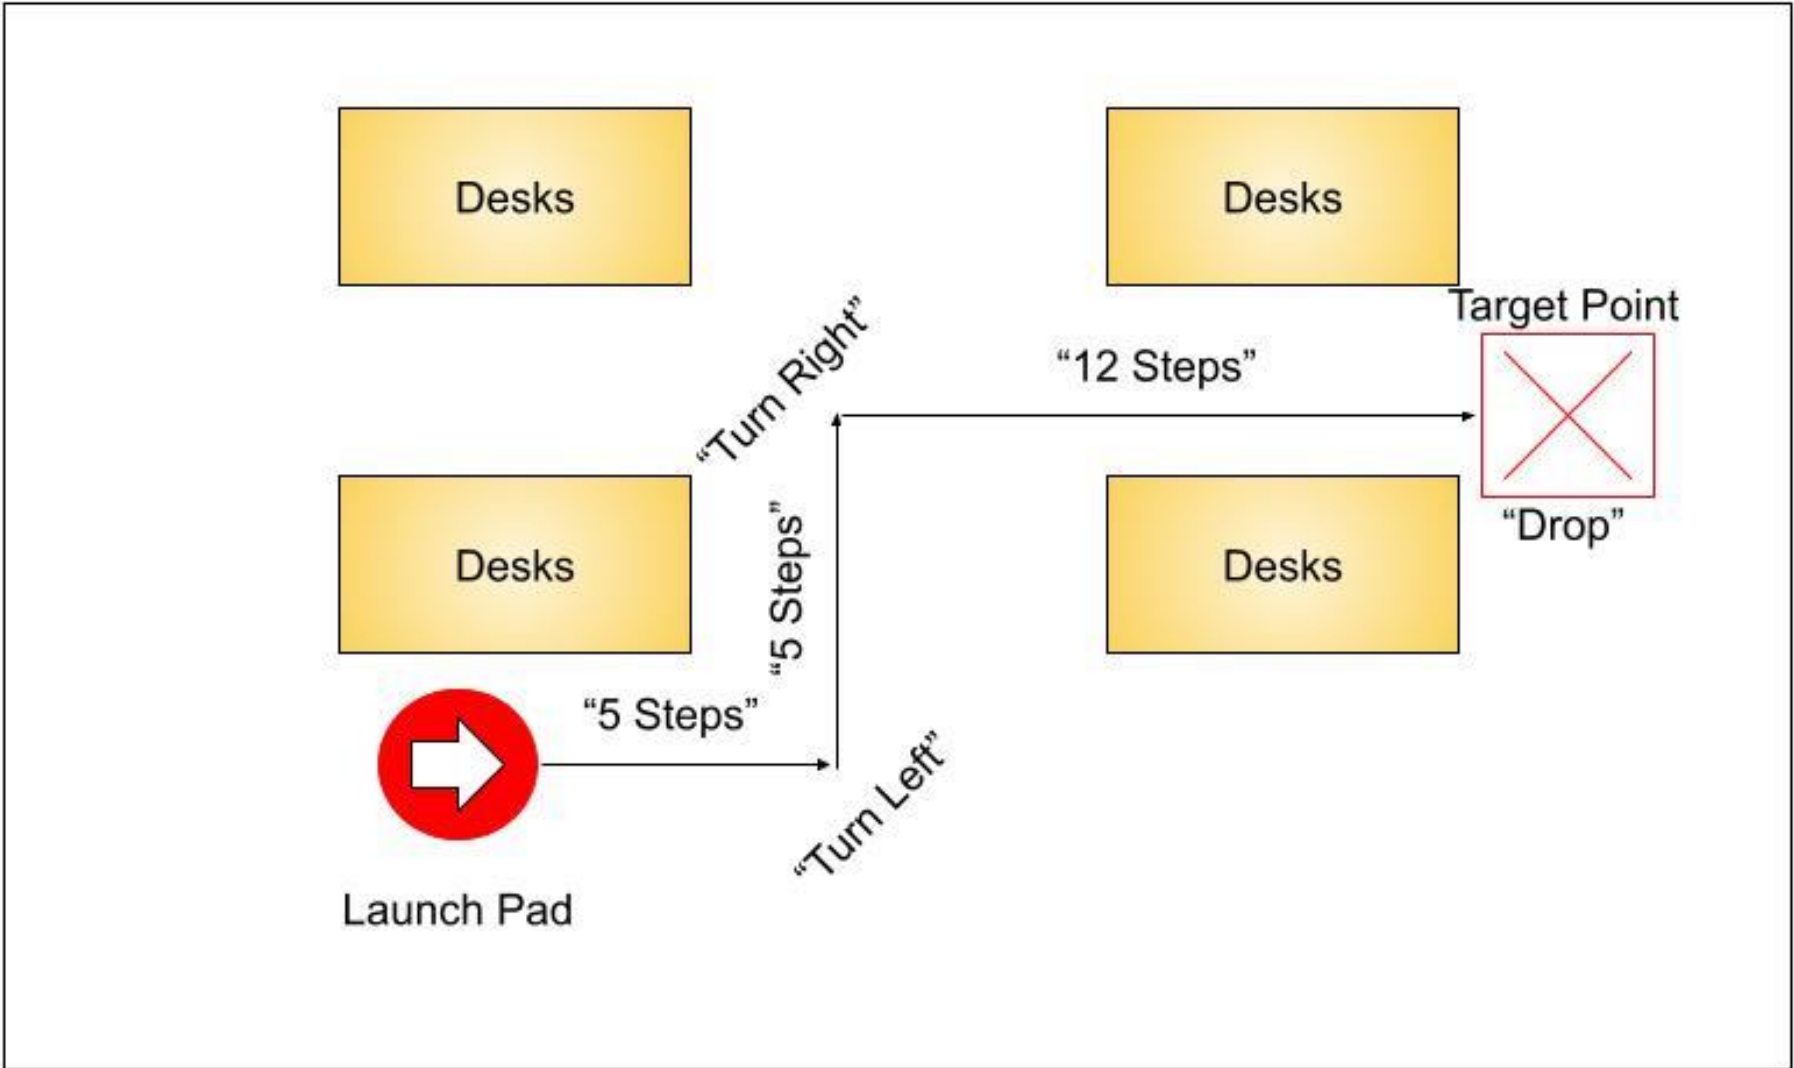 Desks
Desks
Target Point
“Turn Right”
“12 Steps”
Desks
“5 Steps”
Desks
“Drop”
“5 Steps”
“Turn Left”
Launch Pad